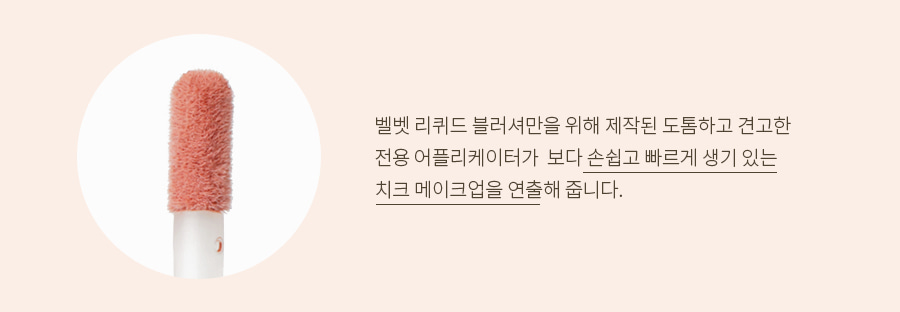 벨벳 리퀴드 블러셔만을 위해 제작된 도톰하고 견고한
전용 어플리케이터가 보다 손쉽고 빠르게 생기 있는
치크 메이크업을 연출해 줍니다.